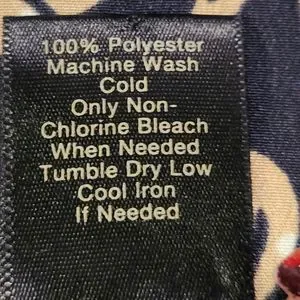 100% Polyester
Machine Wash
Cold
Only Non-
Chlorine Bleach
When Needed
Tumble Dry Low
Cool Iron
If Needed